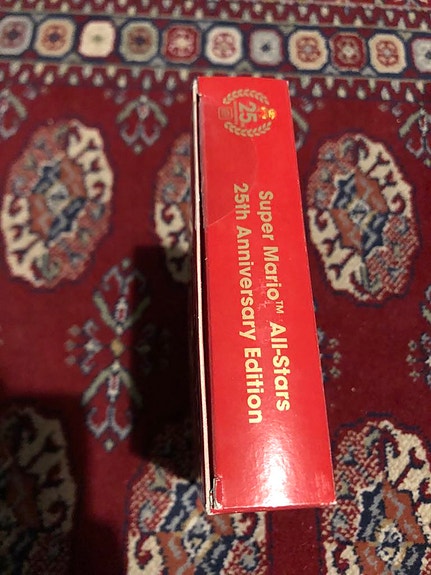 25
Super Mario™ All-Stars
25th Anniversary Edition